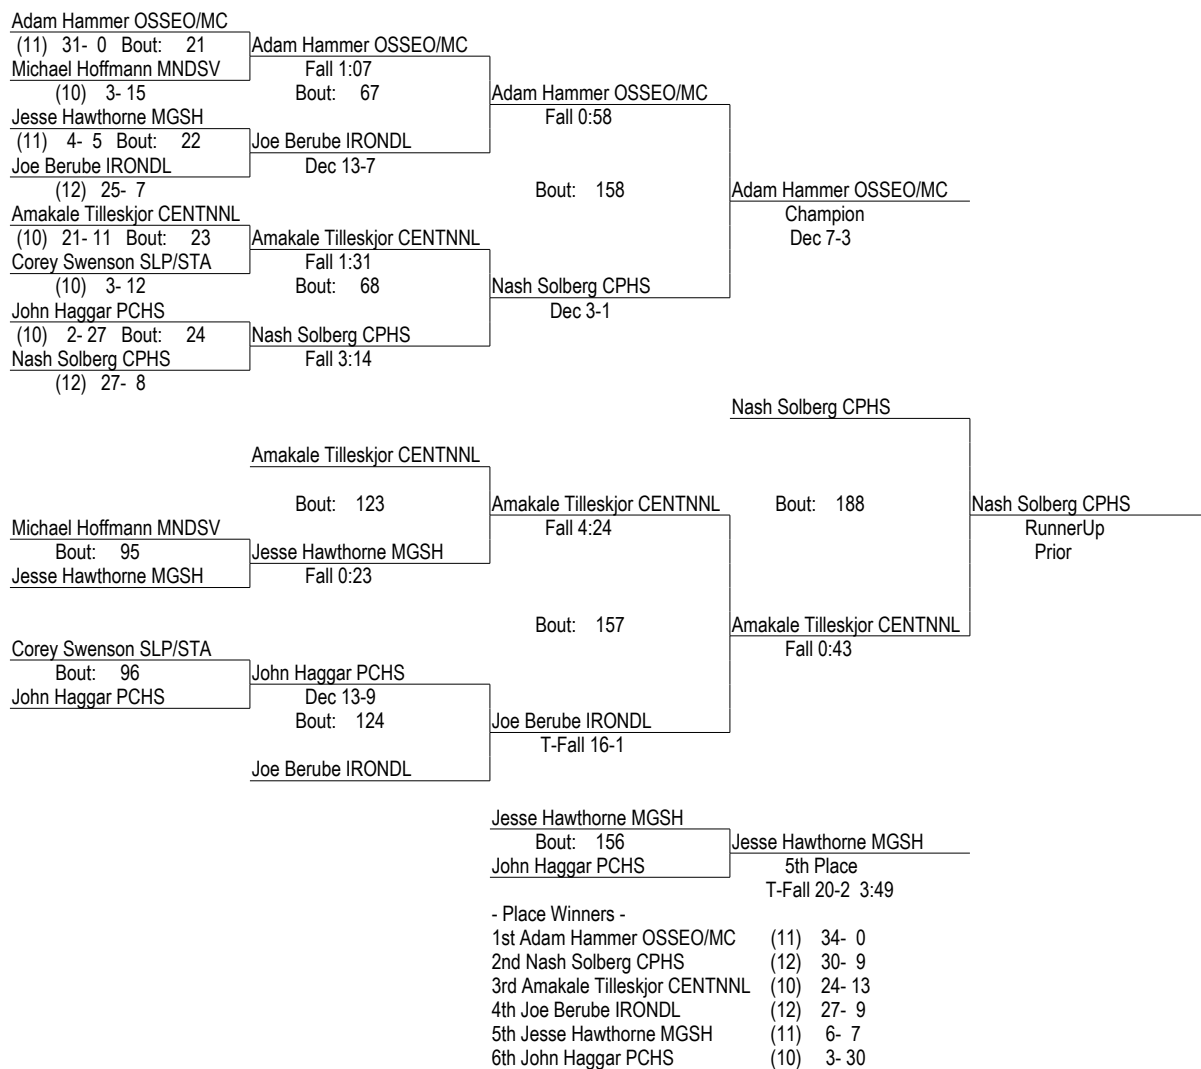 Adam Hammer OSSEO/MC
(11) 31- 0 Bout: 21
Adam Hammer OSSEO/MC
Michael Hoffmann MNDSV
Fall 1:07
(10) 3- 15
Bout: 67
Adam Hammer OSSEO/MC
Jesse Hawthorne MGSH
Fall 0:58
(11) 4- 5 Bout: 22
Joe Berube IRONDL
Joe Berube IRONDL
Dec 13-7
(12) 25- 7
Bout: 158
Adam Hammer OSSEO/MC
Amakale Tilleskjor CENTNNL
Champion
(10) 21- 11 Bout: 23
Amakale Tilleskjor CENTNNL
Dec 7-3
Corey Swenson SLP/STA
Fall 1:31
(10) 3- 12
Bout: 68
Nash Solberg CPHS
John Haggar PCHS
Dec 3-1
(10) 2- 27 Bout: 24
Nash Solberg CPHS
Nash Solberg CPHS
Fall 3:14
(12) 27- 8
Nash Solberg CPHS
Amakale Tilleskjor CENTNNL
Bout: 123
Amakale Tilleskjor CENTNNL
Bout: 188
Nash Solberg CPHS
Michael Hoffmann MNDSV
Fall 4:24
RunnerUp
Bout: 95
Jesse Hawthorne MGSH
Prior
Jesse Hawthorne MGSH
Fall 0:23
Bout: 157
Amakale Tilleskjor CENTNNL
Corey Swenson SLP/STA
Fall 0:43
Bout: 96
John Haggar PCHS
John Haggar PCHS
Dec 13-9
Bout: 124
Joe Berube IRONDL
T-Fall 16-1
Joe Berube IRONDL
Jesse Hawthorne MGSH
Bout: 156
Jesse Hawthorne MGSH
John Haggar PCHS
5th Place
T-Fall 20-2 3:49
- Place Winners -
1st Adam Hammer OSSEO/MC (11) 34- 0
2nd Nash Solberg CPHS (12) 30- 9
3rd Amakale Tilleskjor CENTNNL (10) 24- 13
4th Joe Berube IRONDL (12) 27- 9
5th Jesse Hawthorne MGSH (11) 6- 7
6th John Haggar PCHS (10) 3- 30